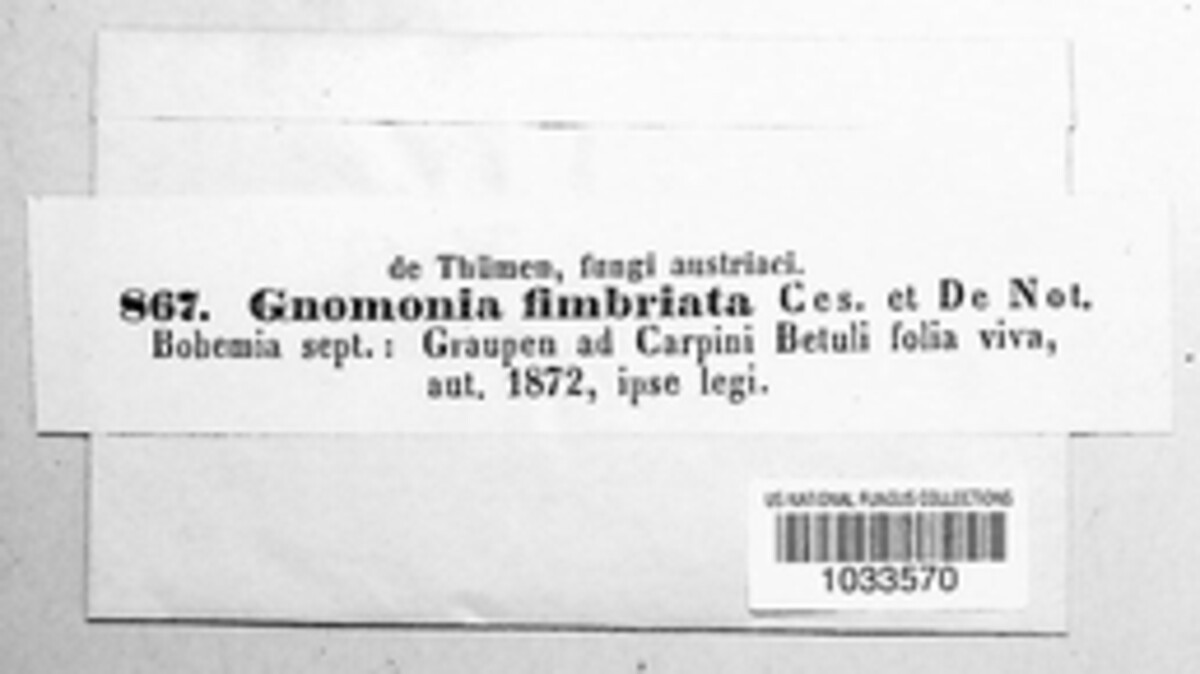 de Thümen, fungi austriaci.
867. Gnomonia fimbriata Ces. et De Not.
Bohemia sept.: Graupen ad Carpini Betuli folia viva,
aut. 1872, ipse legi.
US NATIONAL FUNGUS COLLECTIONS
1033570